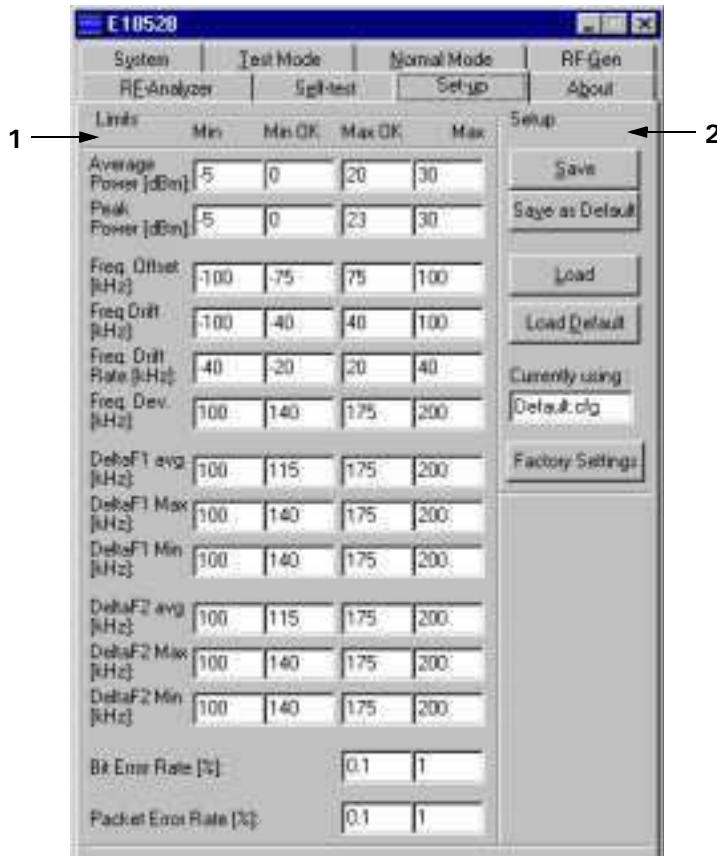 E1852B
System Test Mode Normal Mode RF-Gen
RF-Analyzer Self-test Set-up About
1
Limits
Min Min OK Max OK Max
Average Power [dBm]: -5 0 20 30
Peak Power [dBm]: -5 0 23 30
Freq. Offset [kHz]: -100 -75 75 100
Freq Drift [kHz]: -100 -40 40 100
Freq. Drift Rate [kHz]: -40 -20 20 40
Freq. Dev. [kHz]: 100 140 175 200
DeltaF1 avg [kHz]: 100 115 175 200
DeltaF1 Max [kHz]: 100 140 175 200
DeltaF1 Min [kHz]: 100 140 175 200
DeltaF2 avg [kHz]: 100 115 175 200
DeltaF2 Max [kHz]: 100 140 175 200
DeltaF2 Min [kHz]: 100 140 175 200
Bit Error Rate [%]: 0.1 1
Packet Error Rate [%]: 0.1 1
Setup
2
Save
Save as Default
Load
Load Default
Currently using :
Default.cfg
Factory Settings